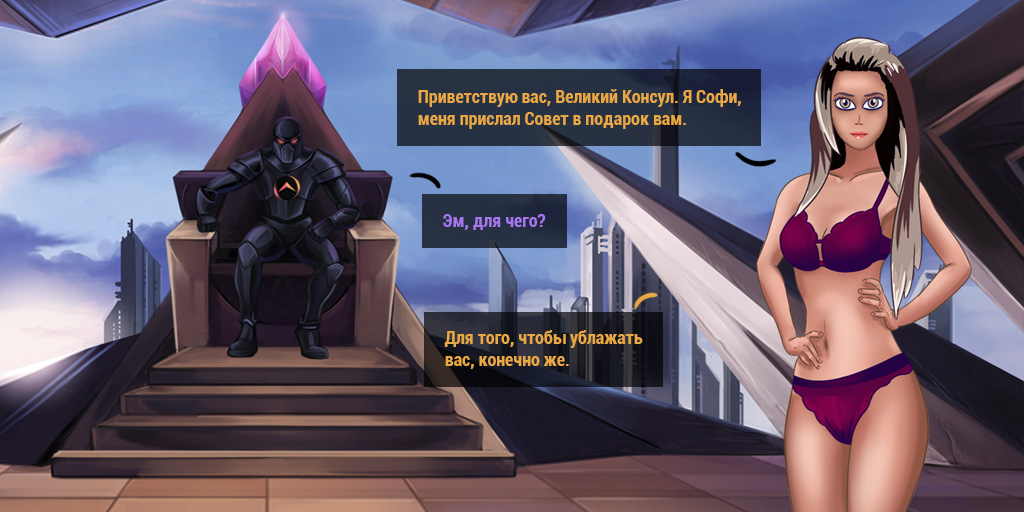 Приветствую вас, Великий Консул. Я Софи,
меня прислал Совет в подарок вам.
Эм, для чего?
Для того, чтобы ублажать
вас, конечно же.